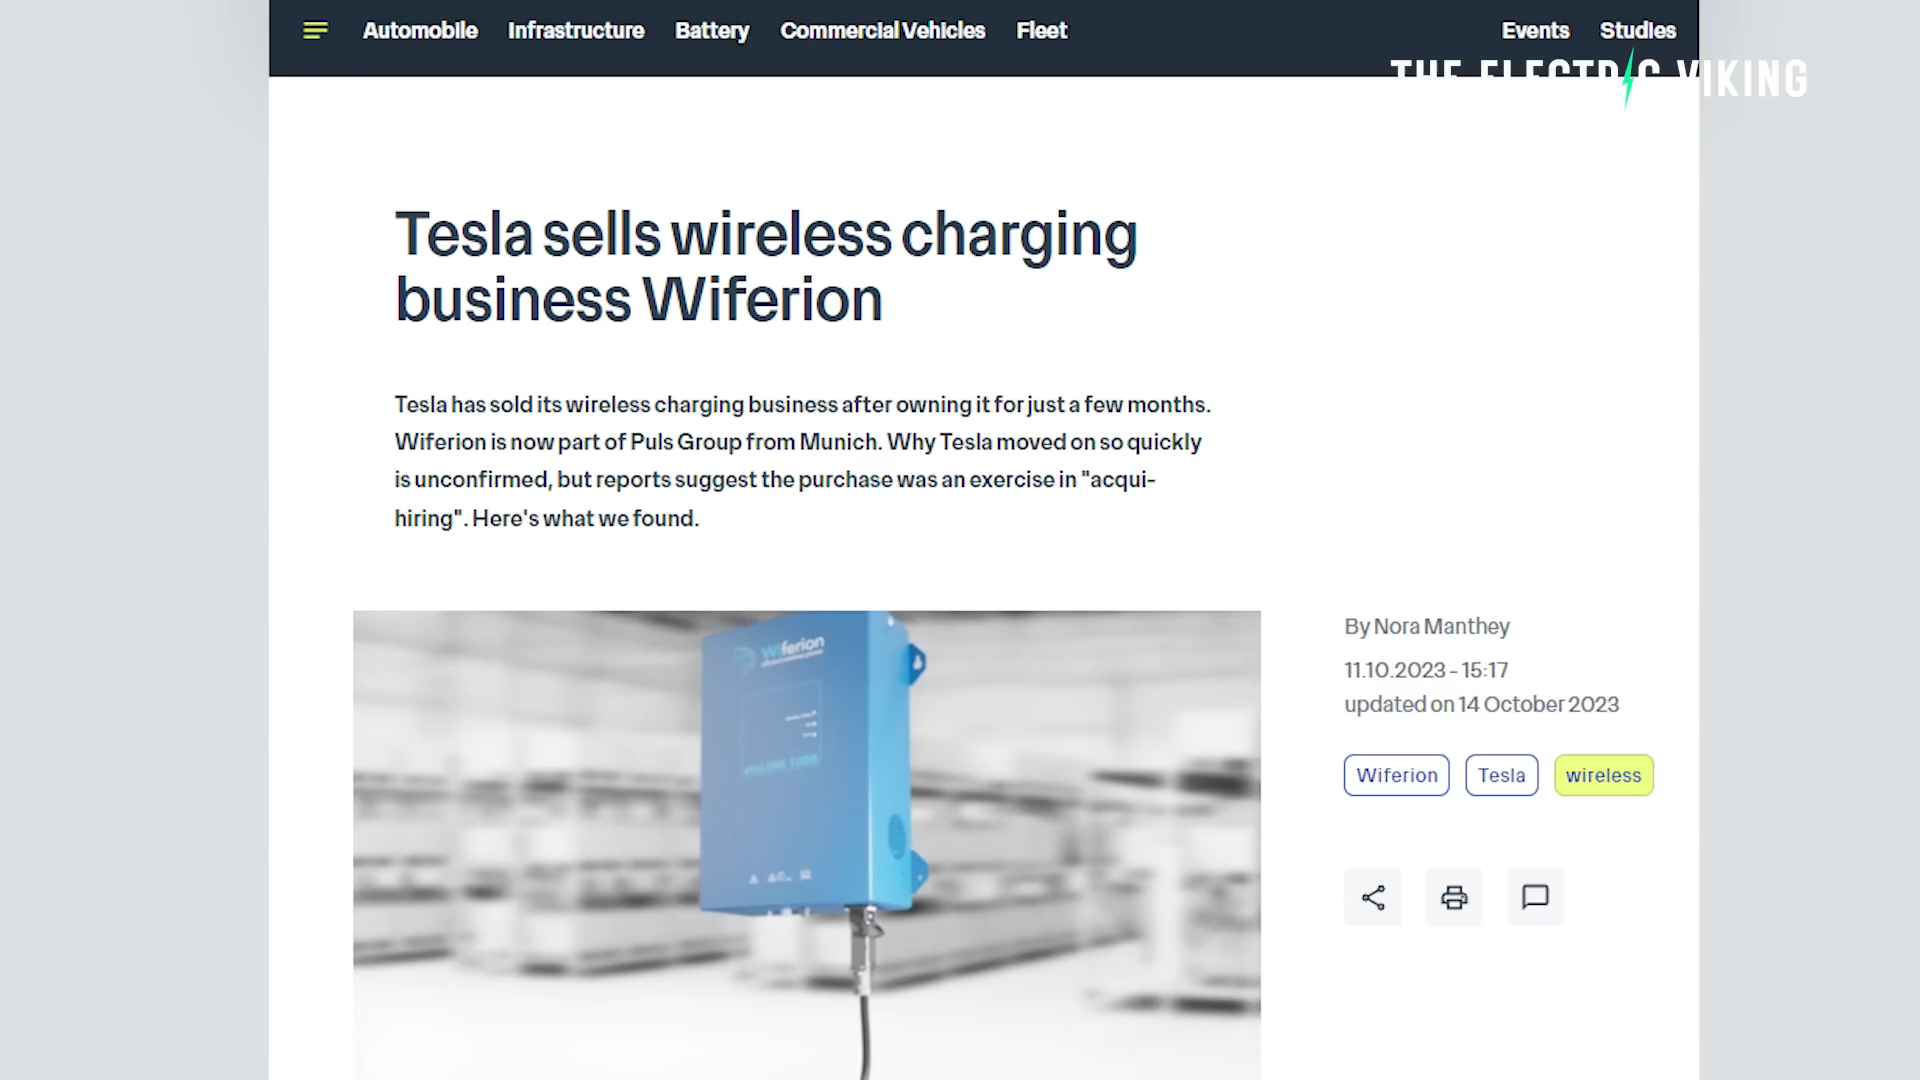 Automobile Infrastructure Battery Commercial Vehicles Fleet Events Studies
THE ELECTRIC VIKING
Tesla sells wireless charging
business Wiferion
Tesla has sold its wireless charging business after owning it for just a few months.
Wiferion is now part of Puls Group from Munich. Why Tesla moved on so quickly
is unconfirmed, but reports suggest the purchase was an exercise in "acqui-
hiring". Here's what we found.
Wiferion
By Nora Manthey
11.10.2023 - 15:17
updated on 14 October 2023
Wiferion Tesla wireless